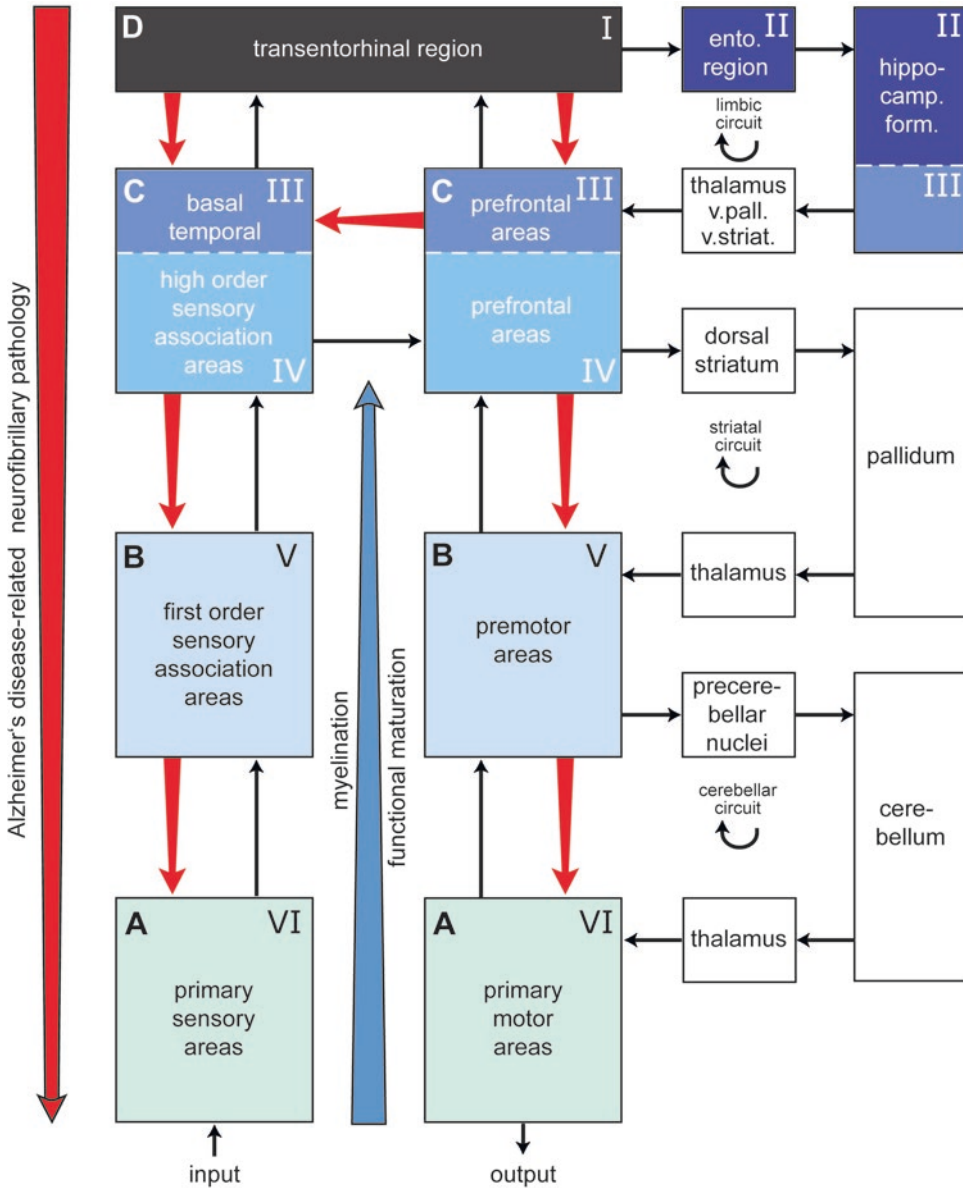 D
I
transentorhinal region
II
ento.
region
II
hippo-
camp.
form.
III
limbic
circuit
C
III
basal
temporal
high order
sensory
association
areas
IV
C
III
prefrontal
areas
prefrontal
areas
IV
thalamus
v.pall.
v.striat.
dorsal
striatum
striatal
circuit
pallidum
thalamus
B
V
first order
sensory
association
areas
B
V
premotor
areas
precere-
bellar
nuclei
cerebellar
circuit
cere-
bellum
thalamus
A
VI
primary
sensory
areas
A
VI
primary
motor
areas
input
output
Alzheimer's disease-related neurofibrillary pathology
myelination
functional maturation